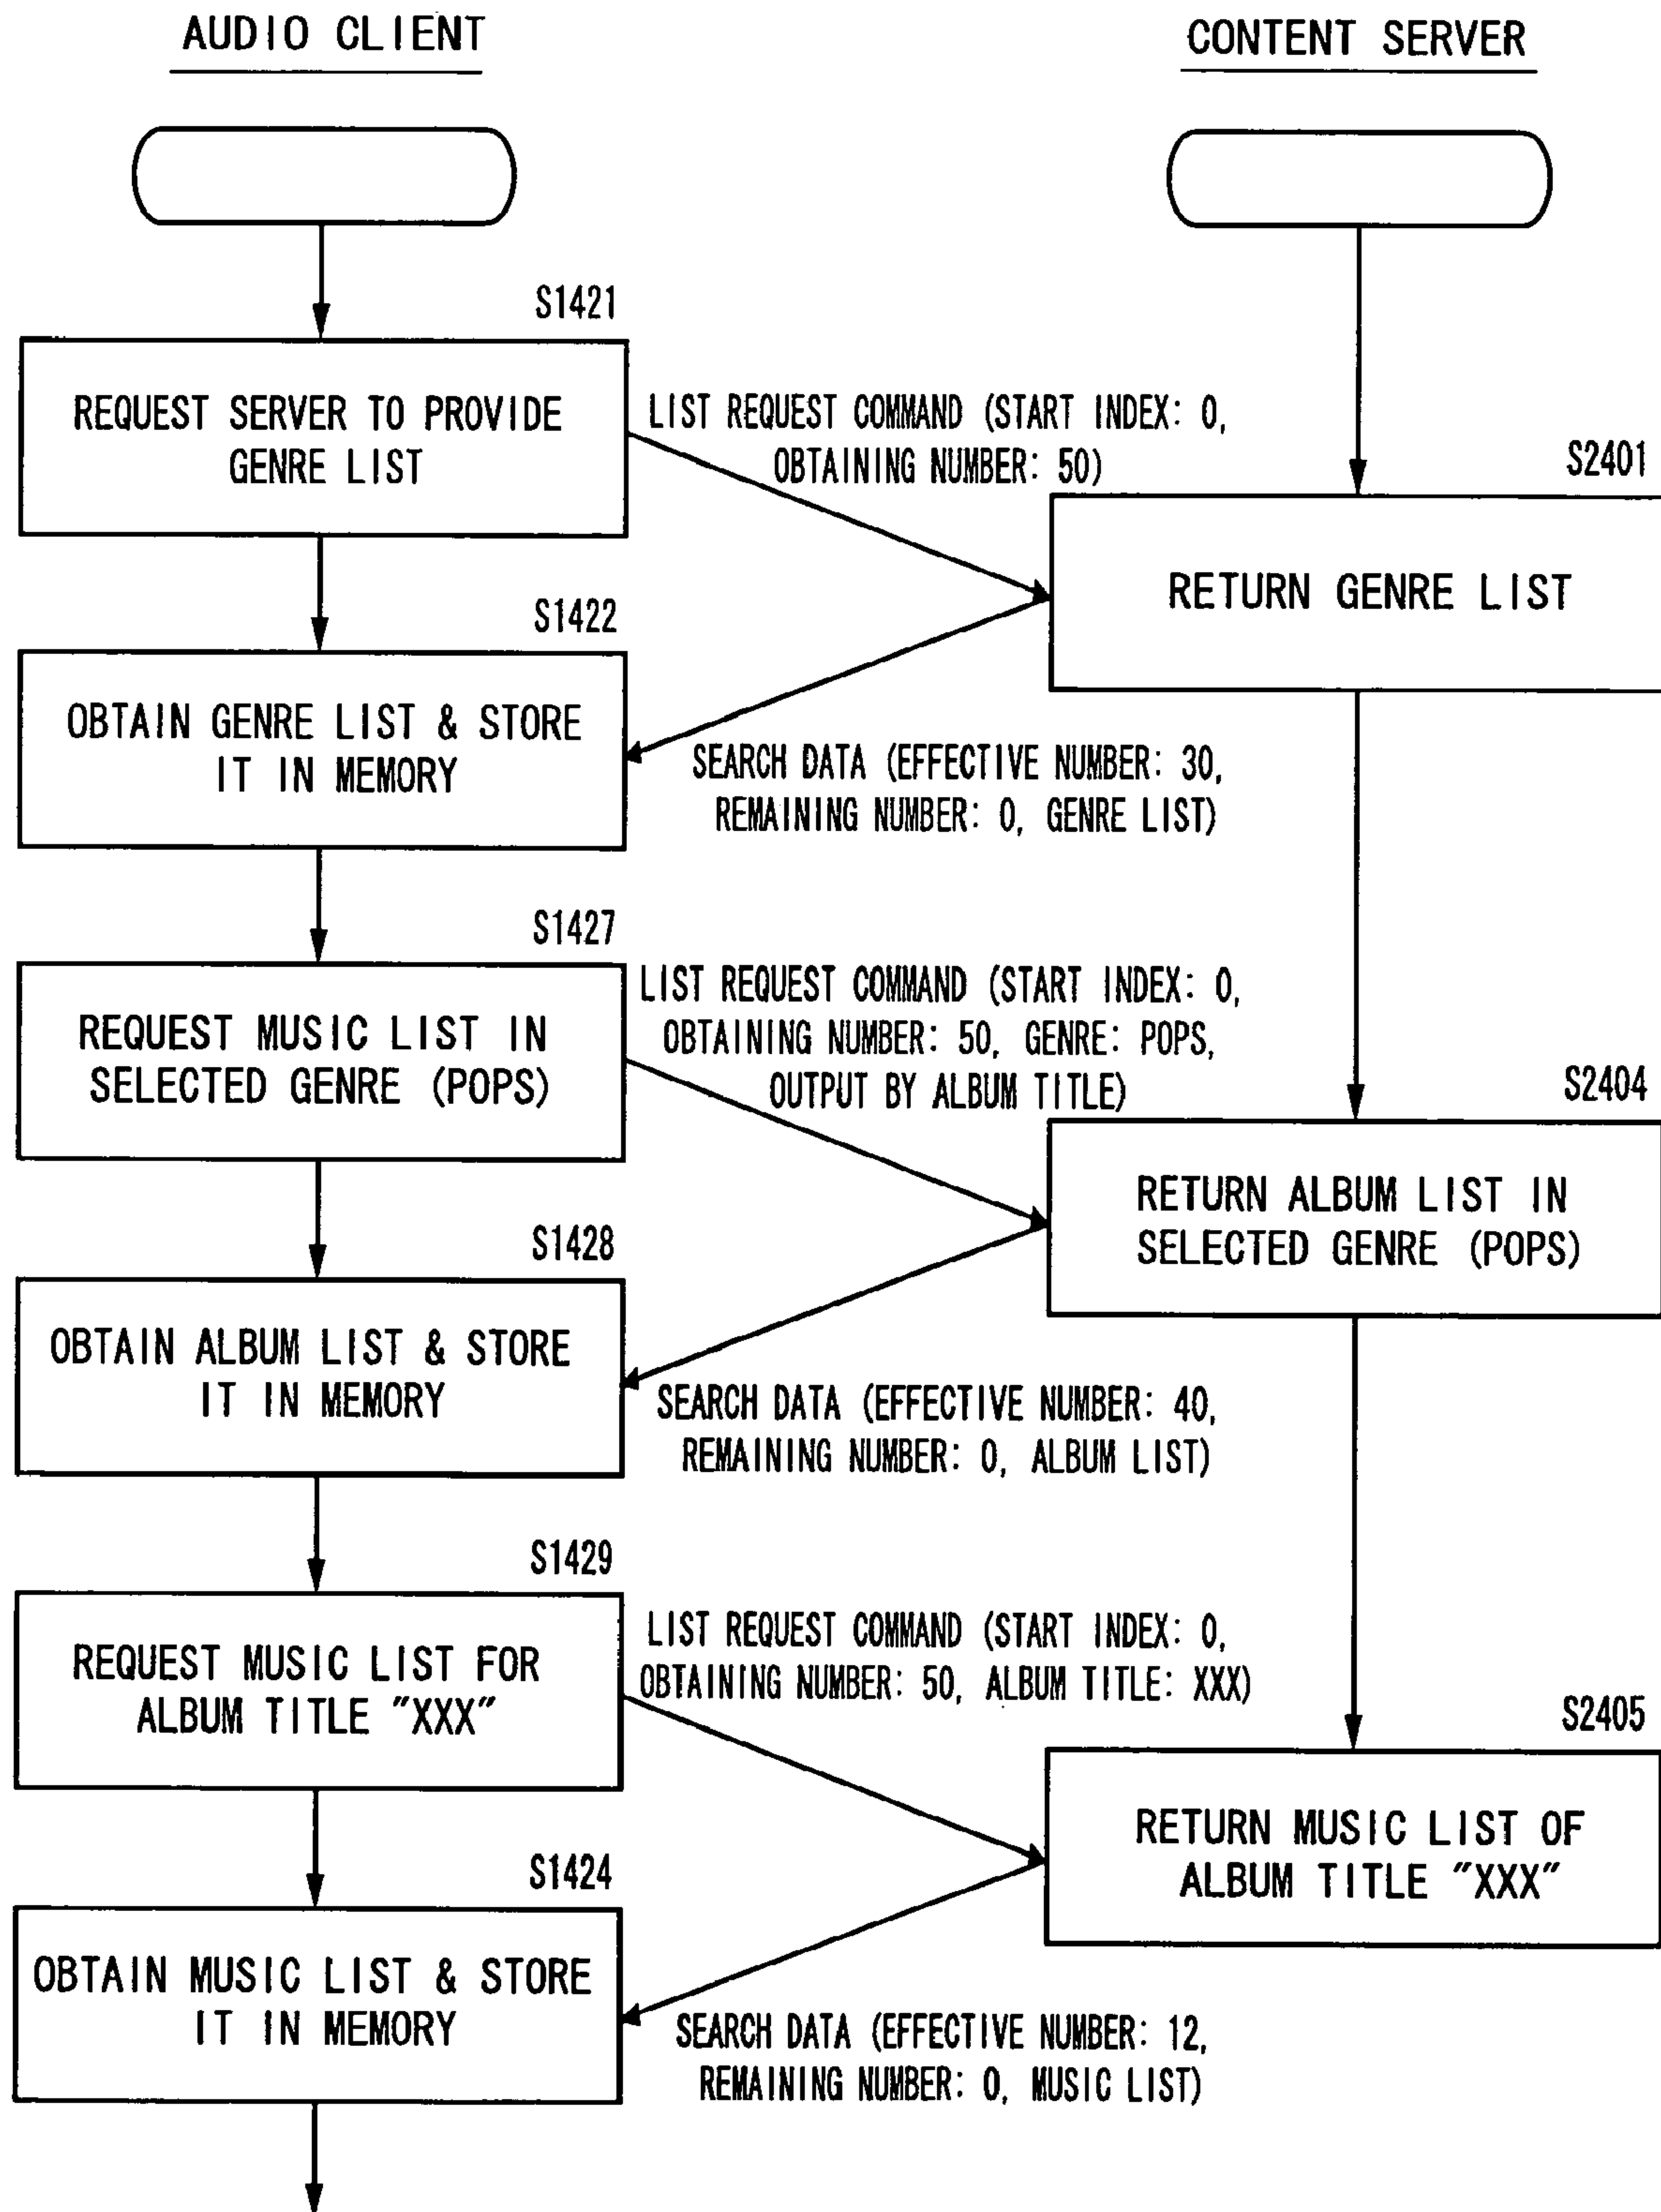 AUDIO CLIENT
CONTENT SERVER
S1421
REQUEST SERVER TO PROVIDE
GENRE LIST
LIST REQUEST COMMAND (START INDEX: 0,
OBTAINING NUMBER: 50)
S2401
RETURN GENRE LIST
S1422
OBTAIN GENRE LIST & STORE
IT IN MEMORY
SEARCH DATA (EFFECTIVE NUMBER: 30,
REMAINING NUMBER: 0, GENRE LIST)
S1427
REQUEST MUSIC LIST IN
SELECTED GENRE (POPS)
LIST REQUEST COMMAND (START INDEX: 0,
OBTAINING NUMBER: 50, GENRE: POPS,
OUTPUT BY ALBUM TITLE)
S2404
RETURN ALBUM LIST IN
SELECTED GENRE (POPS)
S1428
OBTAIN ALBUM LIST & STORE
IT IN MEMORY
SEARCH DATA (EFFECTIVE NUMBER: 40,
REMAINING NUMBER: 0, ALBUM LIST)
S1429
REQUEST MUSIC LIST FOR
ALBUM TITLE "XXX"
LIST REQUEST COMMAND (START INDEX: 0,
OBTAINING NUMBER: 50, ALBUM TITLE: XXX)
S2405
RETURN MUSIC LIST OF
ALBUM TITLE "XXX"
S1424
OBTAIN MUSIC LIST & STORE
IT IN MEMORY
SEARCH DATA (EFFECTIVE NUMBER: 12,
REMAINING NUMBER: 0, MUSIC LIST)